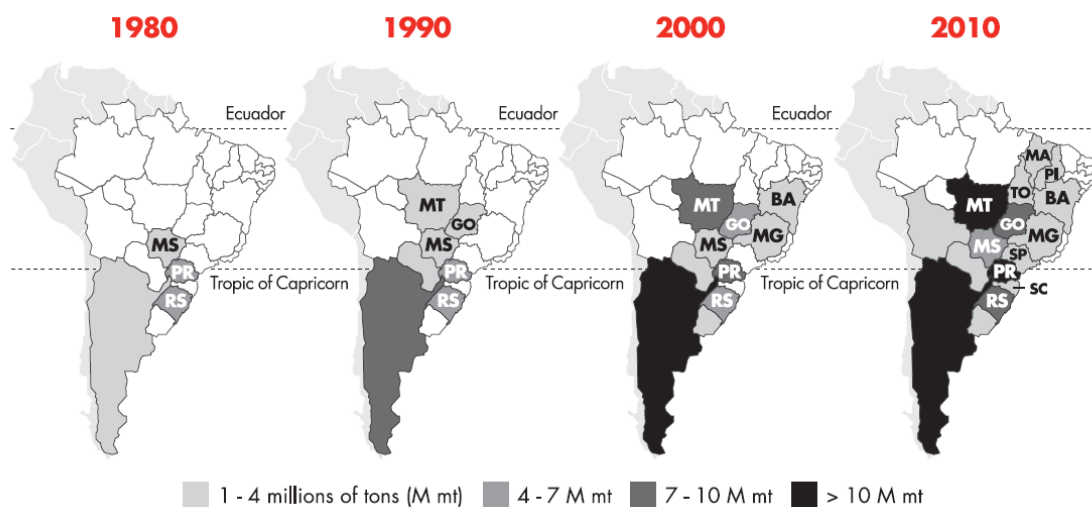 1980 1990 2000 2010
Ecuador Ecuador Ecuador
MA
PI
MT MT TO BA
BA MT
GO GO GO
MS MS MS MG MS MG
SP
PR PR PR PR
Tropic of Capricorn Tropic of Capricorn Tropic of Capricorn
SC
RS RS RS RS
1 - 4 millions of tons (M mt) 4 - 7 M mt 7 - 10 M mt > 10 M mt